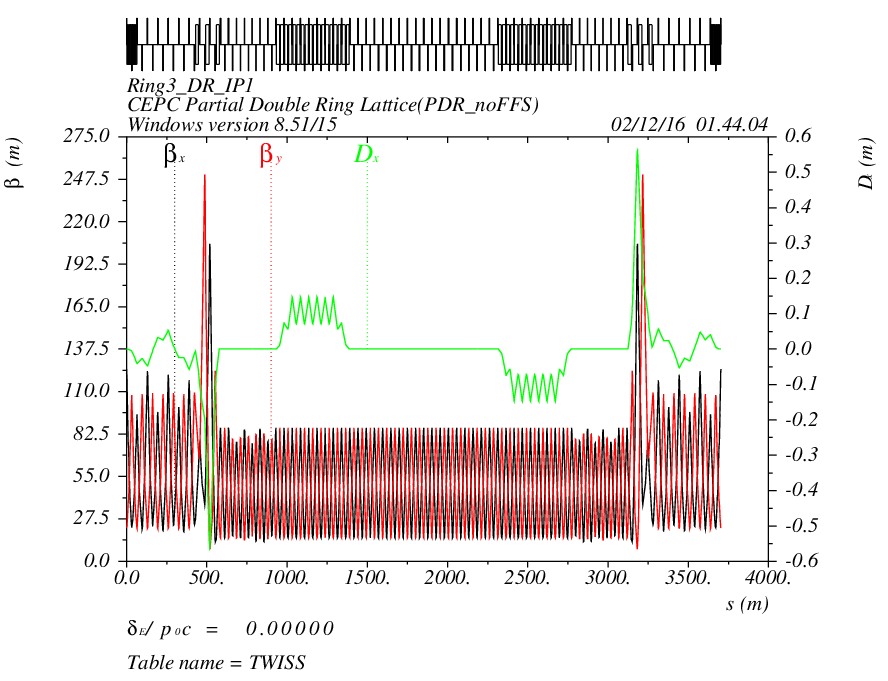 Ring3_DR_IP1
CEPC Partial Double Ring Lattice(PDR_noFFS)
Windows version 8.51/15 02/12/16 01.44.04
β (m)
Dx (m)
βx βy Dx
275.0 0.6
247.5 0.5
220.0 0.4
192.5 0.3
165.0 0.2
137.5 0.1
110.0 0.0
82.5 -0.1
55.0 -0.2
27.5 -0.3
0.0 -0.4
-0.5
-0.6
0.0 500. 1000. 1500. 2000. 2500. 3000. 3500. 4000.
s (m)
δE/ p0c = 0.00000
Table name = TWISS